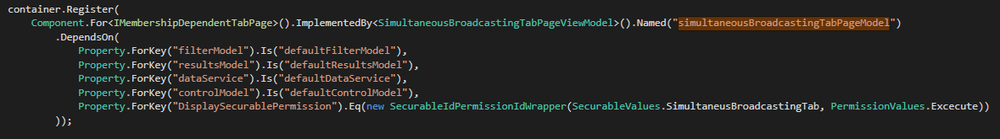 container.Register(
Component.For<IMembershipDependentTabPage>().ImplementedBy<SimultaneousBroadcastingTabPageViewModel>().Named("simultaneousBroadcastingTabPageModel")
.DependsOn(
Property.ForKey("filterModel").Is("defaultFilterModel"),
Property.ForKey("resultsModel").Is("defaultResultsModel"),
Property.ForKey("dataService").Is("defaultDataService"),
Property.ForKey("controlModel").Is("defaultControlModel"),
Property.ForKey("DisplaySecurablePermission").Eq(new SecurableIdPermissionIdWrapper(SecurableValues.SimultaneusBroadcastingTab, PermissionValues.Excecute))
));